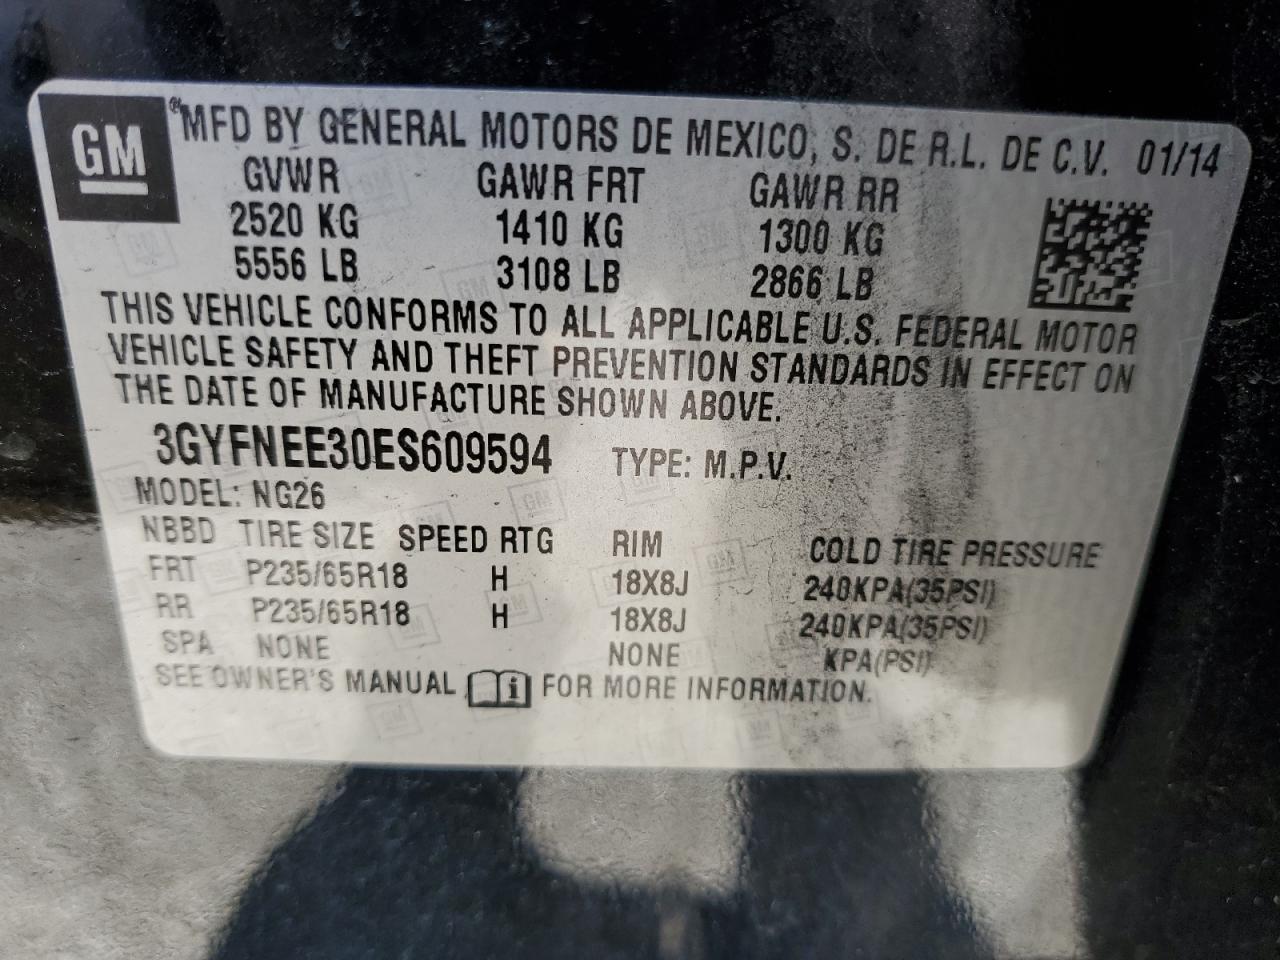 GM
®MFD BY GENERAL MOTORS DE MEXICO, S. DE R.L. DE C.V. 01/14
GVWR GAWR FRT GAWR RR
2520 KG 1410 KG 1300 KG
5556 LB 3108 LB 2866 LB
THIS VEHICLE CONFORMS TO ALL APPLICABLE U.S. FEDERAL MOTOR
VEHICLE SAFETY AND THEFT PREVENTION STANDARDS IN EFFECT ON
THE DATE OF MANUFACTURE SHOWN ABOVE.
3GYFNEE30ES609594 TYPE: M.P.V.
MODEL: NG26
NBBD TIRE SIZE SPEED RTG RIM COLD TIRE PRESSURE
FRT P235/65R18 H 18X8J 240KPA(35PSI)
RR P235/65R18 H 18X8J 240KPA(35PSI)
SPA NONE NONE KPA(PSI)
SEE OWNER'S MANUAL i FOR MORE INFORMATION.